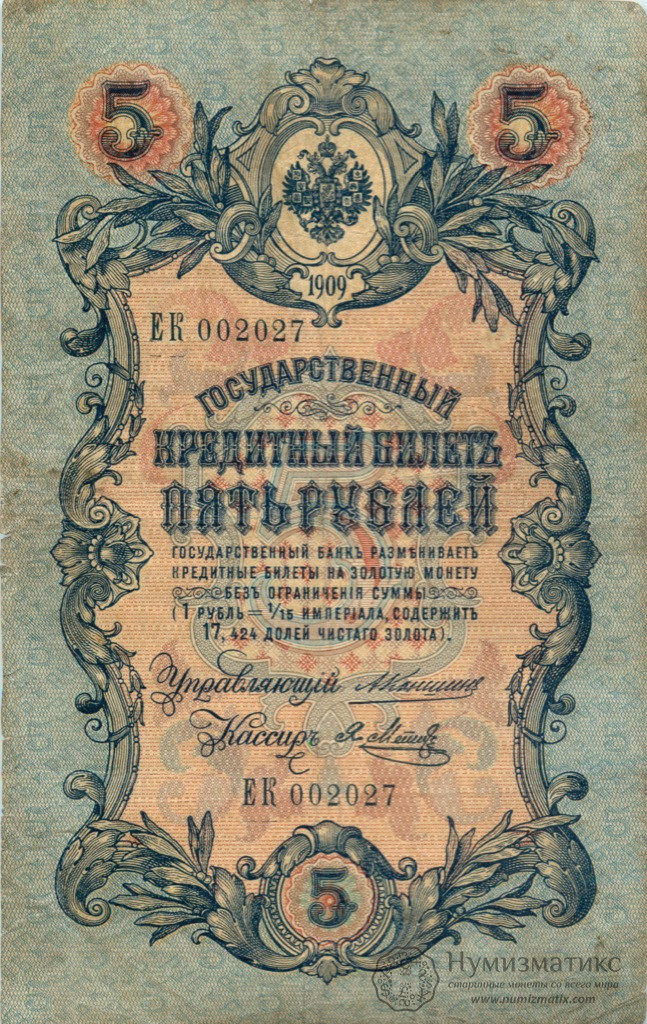 5 5
1909
ЕК 002027
ГОСУДАРСТВЕННЫЙ
КРЕДИТНЫЙ БИЛЕТЪ
ПЯТЬ РУБЛЕЙ
ГОСУДАРСТВЕННЫЙ БАНКЪ РАЗМѢНИВАЕТЪ
КРЕДИТНЫЕ БИЛЕТЫ НА ЗОЛОТУЮ МОНЕТУ
БЕЗЪ ОГРАНИЧЕНІЯ СУММЫ
(1 РУБЛЬ = 1/15 ИМПЕРІАЛА, СОДЕРЖИТЪ
17,424 ДОЛЕЙ ЧИСТАГО ЗОЛОТА).
Управляющій
Кассиръ
ЕК 002027
5
Нумизматикс
старинные монеты со всего мира
www.numizmatix.com